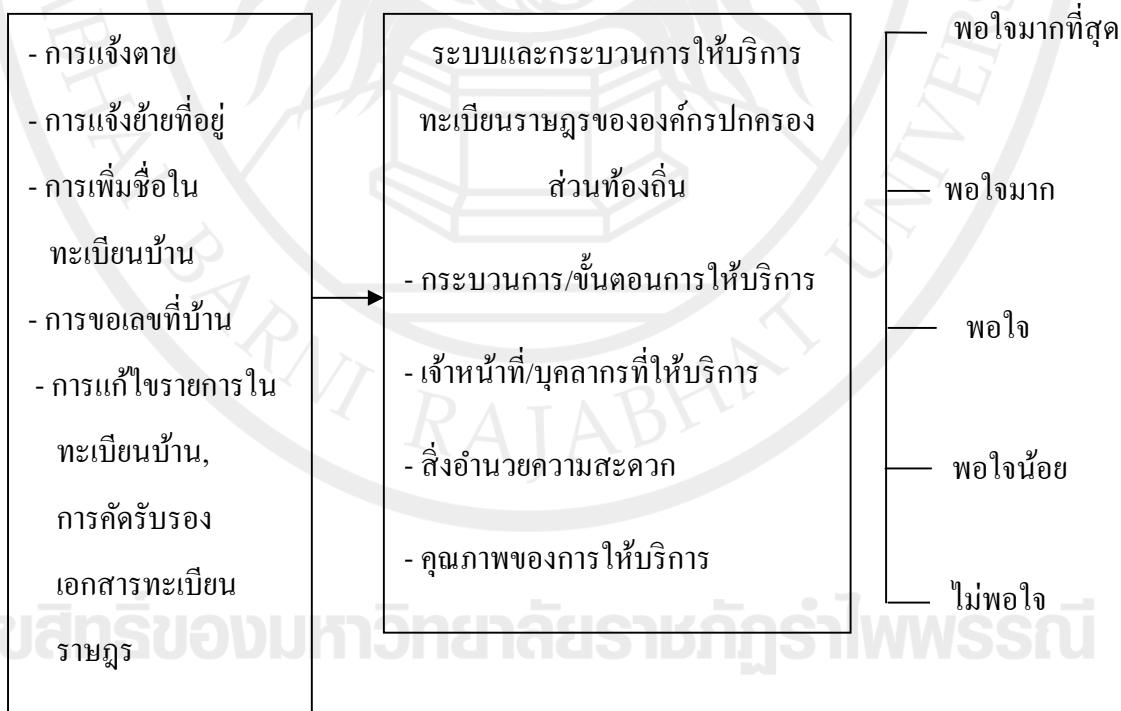 - การแจ้งตาย
- การแจ้งย้ายที่อยู่
- การเพิ่มชื่อใน
ทะเบียนบ้าน
- การขอเลขที่บ้าน
- การแก้ไขรายการใน
ทะเบียนบ้าน,
การคัดรับรอง
เอกสารทะเบียน
ราษฎร
ระบบและกระบวนการให้บริการ
ทะเบียนราษฎรขององค์กรปกครอง
ส่วนท้องถิ่น
- กระบวนการ/ขั้นตอนการให้บริการ
- เจ้าหน้าที่/บุคลากรที่ให้บริการ
- สิ่งอำนวยความสะดวก
- คุณภาพของการให้บริการ
พอใจมากที่สุด
พอใจมาก
พอใจ
พอใจน้อย
ไม่พอใจ
BARNI RAJABHAT UNIVERS
ขสิทธิ์ของมหาวิทยาลัยราชภัฏรำไพพรรณี